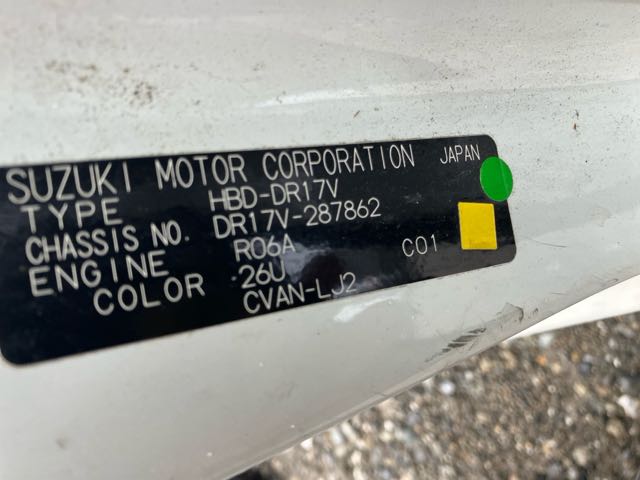 SUZUKI MOTOR CORPORATION JAPAN
TYPE HBD-DR17V
CHASSIS NO. DR17V-287862
ENGINE R06A C01
COLOR 26U
CVAN-LJ2